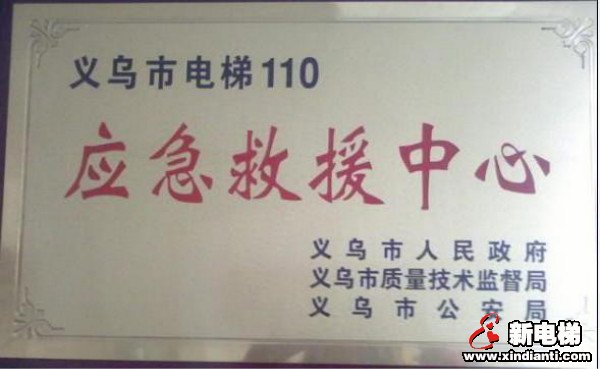 义乌市电梯110
应急救援中心
义乌市人民政府
义乌市质量技术监督局
义乌市公安局
新电梯
www.xindianti.com